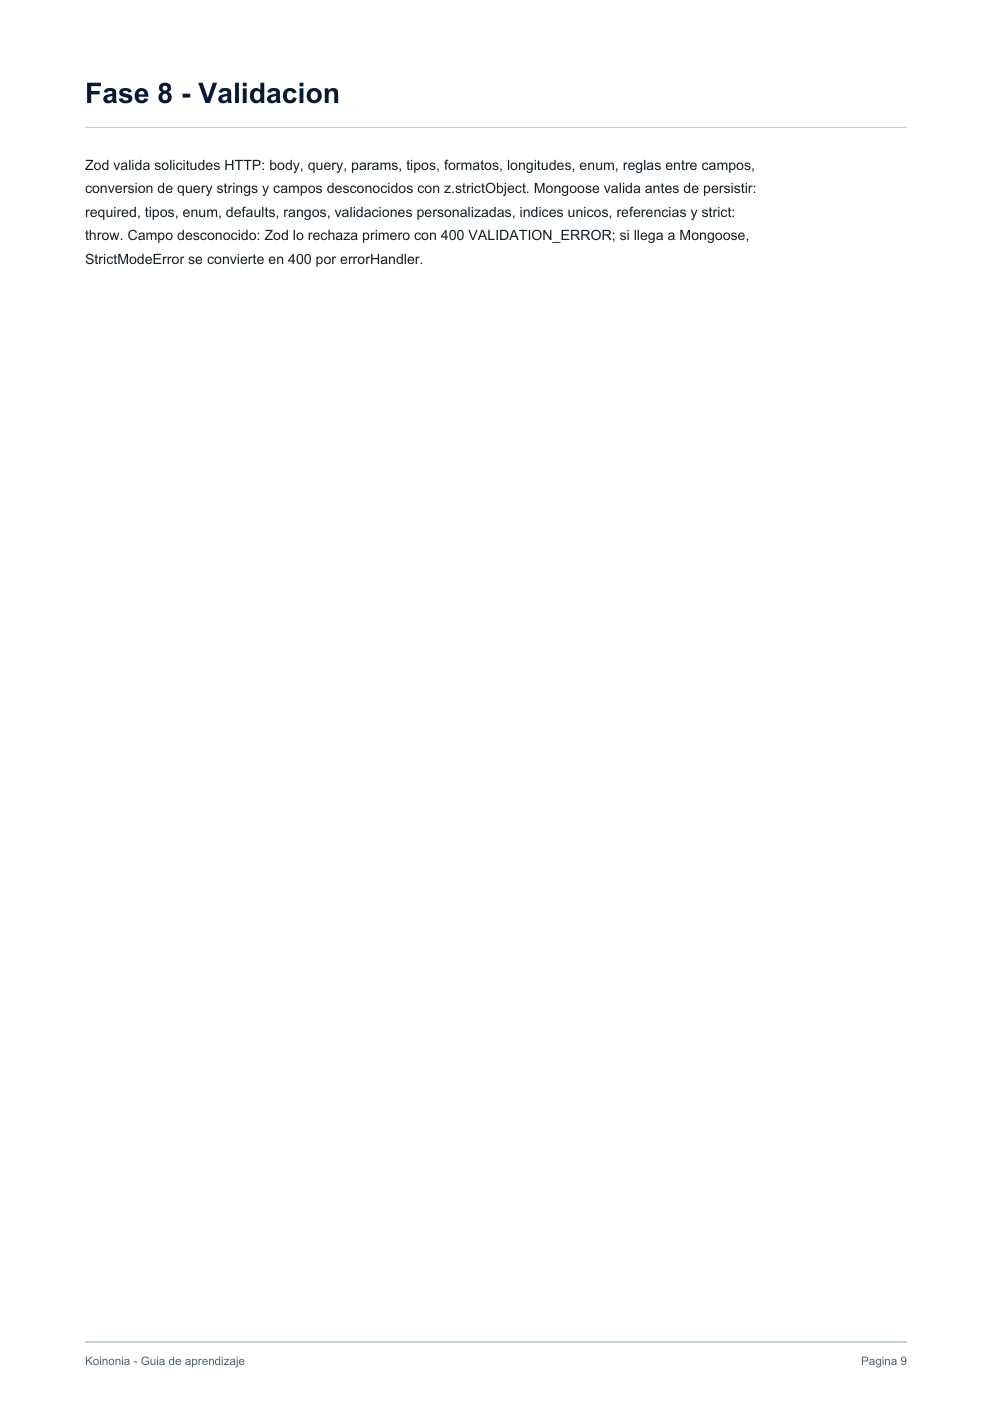 Fase 8 - Validacion
Zod valida solicitudes HTTP: body, query, params, tipos, formatos, longitudes, enum, reglas entre campos,
conversion de query strings y campos desconocidos con z.strictObject. Mongoose valida antes de persistir:
required, tipos, enum, defaults, rangos, validaciones personalizadas, indices unicos, referencias y strict:
throw. Campo desconocido: Zod lo rechaza primero con 400 VALIDATION_ERROR; si llega a Mongoose,
StrictModeError se convierte en 400 por errorHandler.
Koinonia - Guia de aprendizaje
Pagina 9